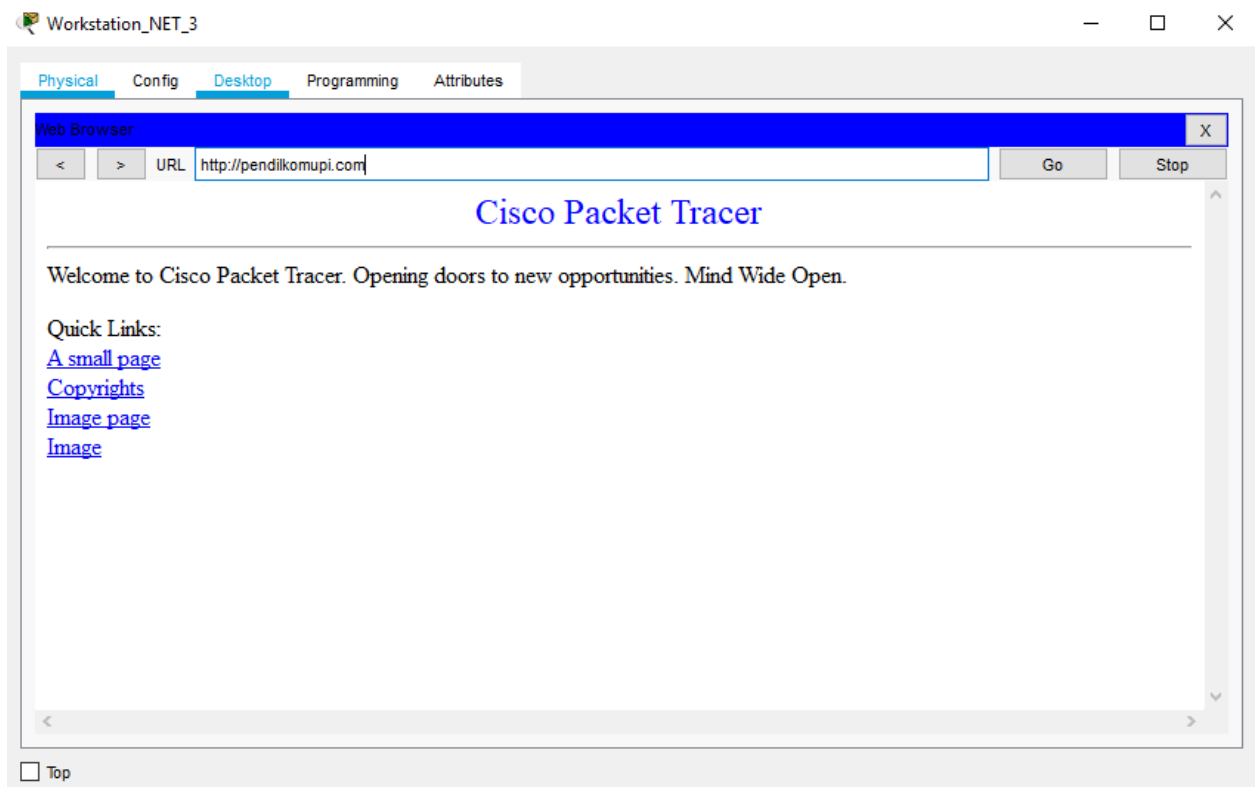 Workstation_NET_3
Physical Config Desktop Programming Attributes
Web Browser X
< > URL http://pendilkomupi.com Go Stop
Cisco Packet Tracer
Welcome to Cisco Packet Tracer. Opening doors to new opportunities. Mind Wide Open.
Quick Links:
A small page
Copyrights
Image page
Image
Top